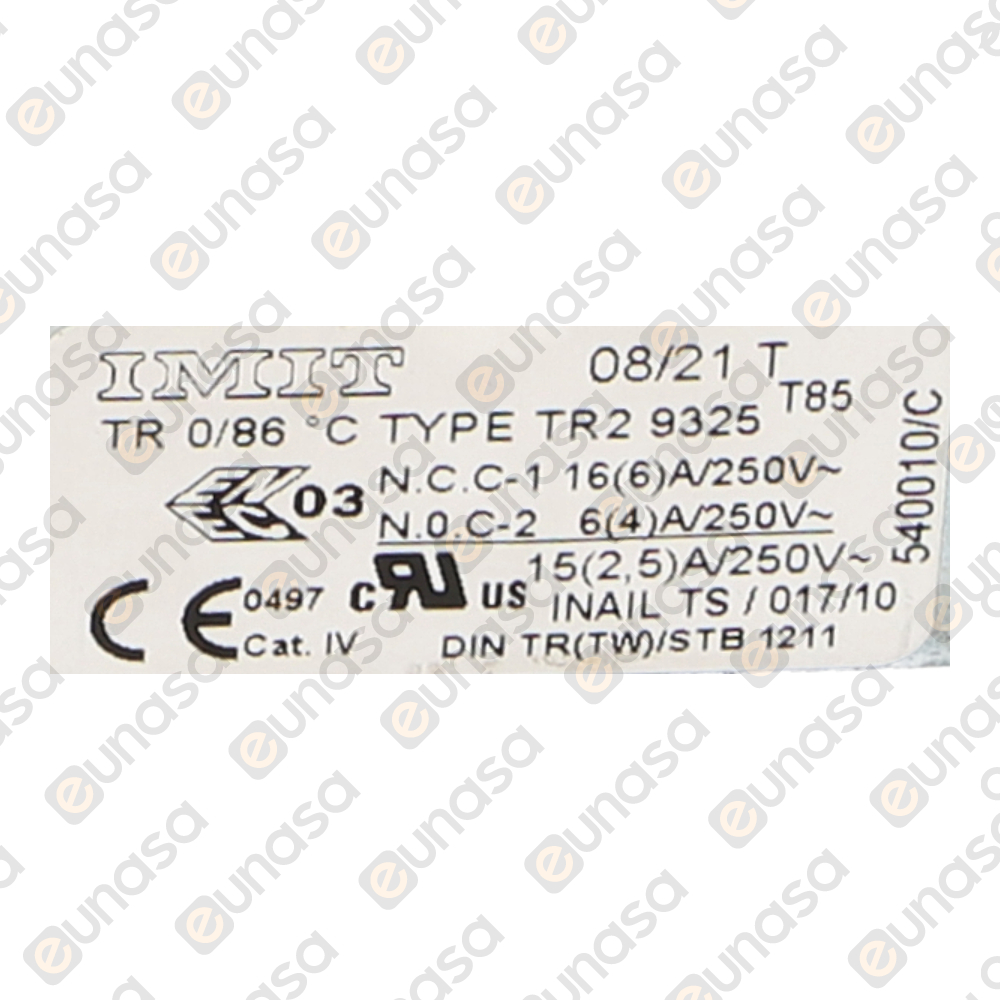 IMIT 08/21 T
TR 0/86 °C TYPE TR2 9325 T85
03 N.C.C-1 16(6)A/250V~
N.O.C-2 6(4)A/250V~
c RU us 15(2,5)A/250V~
CE 0497 INAIL TS / 017/10
Cat. IV DIN TR(TW)/STB 1211
540010/C
eunasa